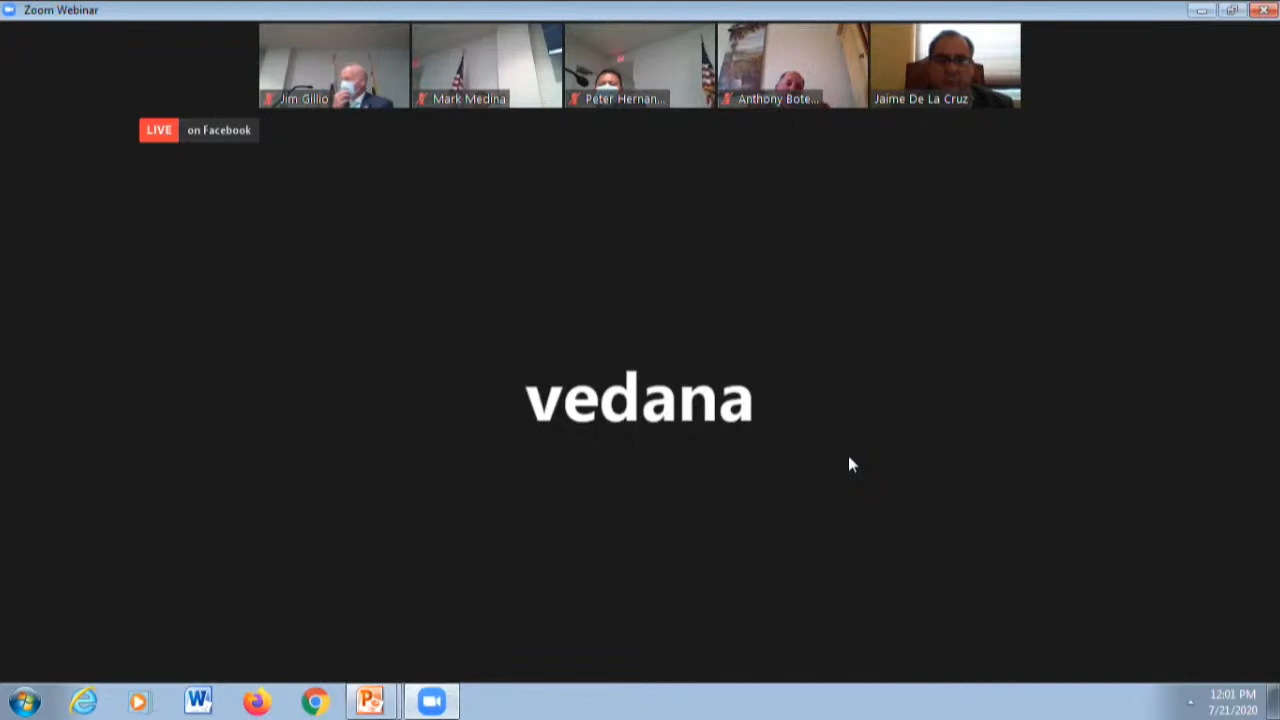 Zoom Webinar
Jim Gillio
Mark Medina
Peter Hernan...
Anthony Bote...
Jaime De La Cruz
LIVE on Facebook
vedana
12:01 PM
7/21/2020